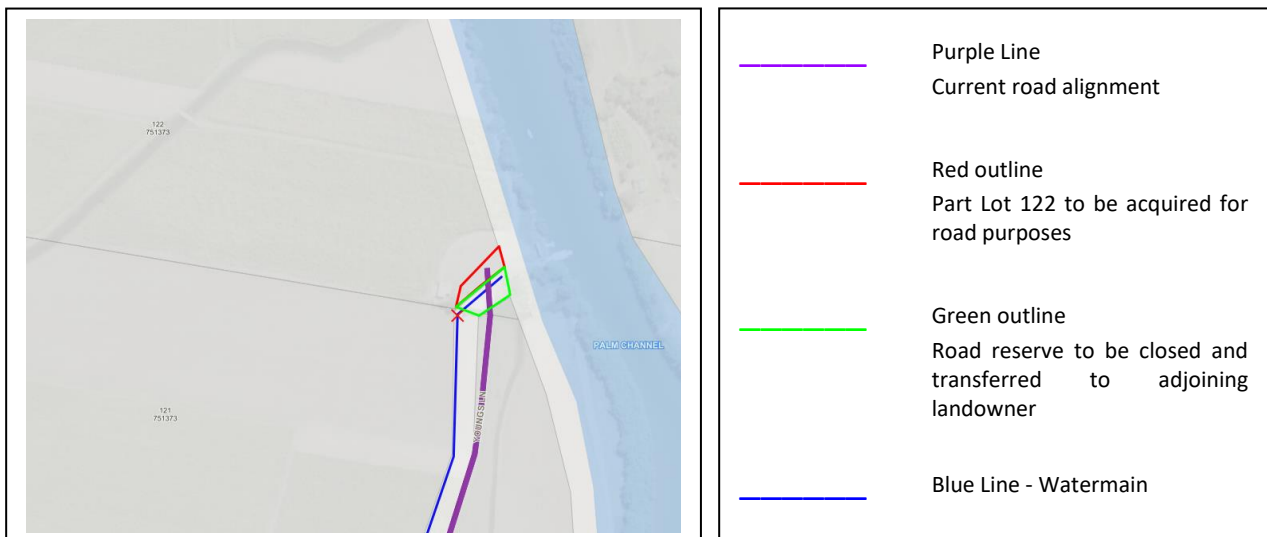 122
751373
PALM CHANNEL
121
751373
Purple Line
Current road alignment
Red outline
Part Lot 122 to be acquired for
road purposes
Green outline
Road reserve to be closed and
transferred to adjoining
landowner
Blue Line - Watermain